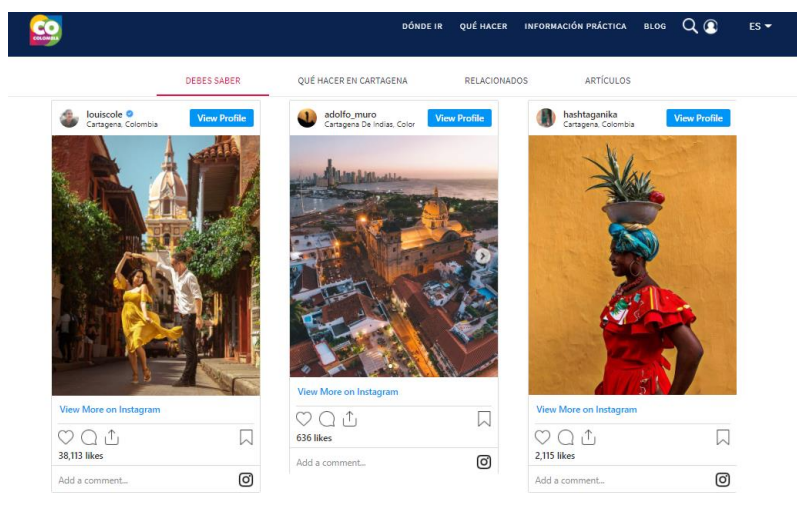 CO
COLOMBIA
DÓNDE IR QUÉ HACER INFORMACIÓN PRÁCTICA BLOG ES
DEBES SABER QUÉ HACER EN CARTAGENA RELACIONADOS ARTÍCULOS
louiscole
Cartagena, Colombia
View Profile
View More on Instagram
38,113 likes
Add a comment...
adolfo_muro
Cartagena De Indias, Color
View Profile
View More on Instagram
636 likes
Add a comment...
hashtaganika
Cartagena, Colombia
View Profile
View More on Instagram
2,115 likes
Add a comment...